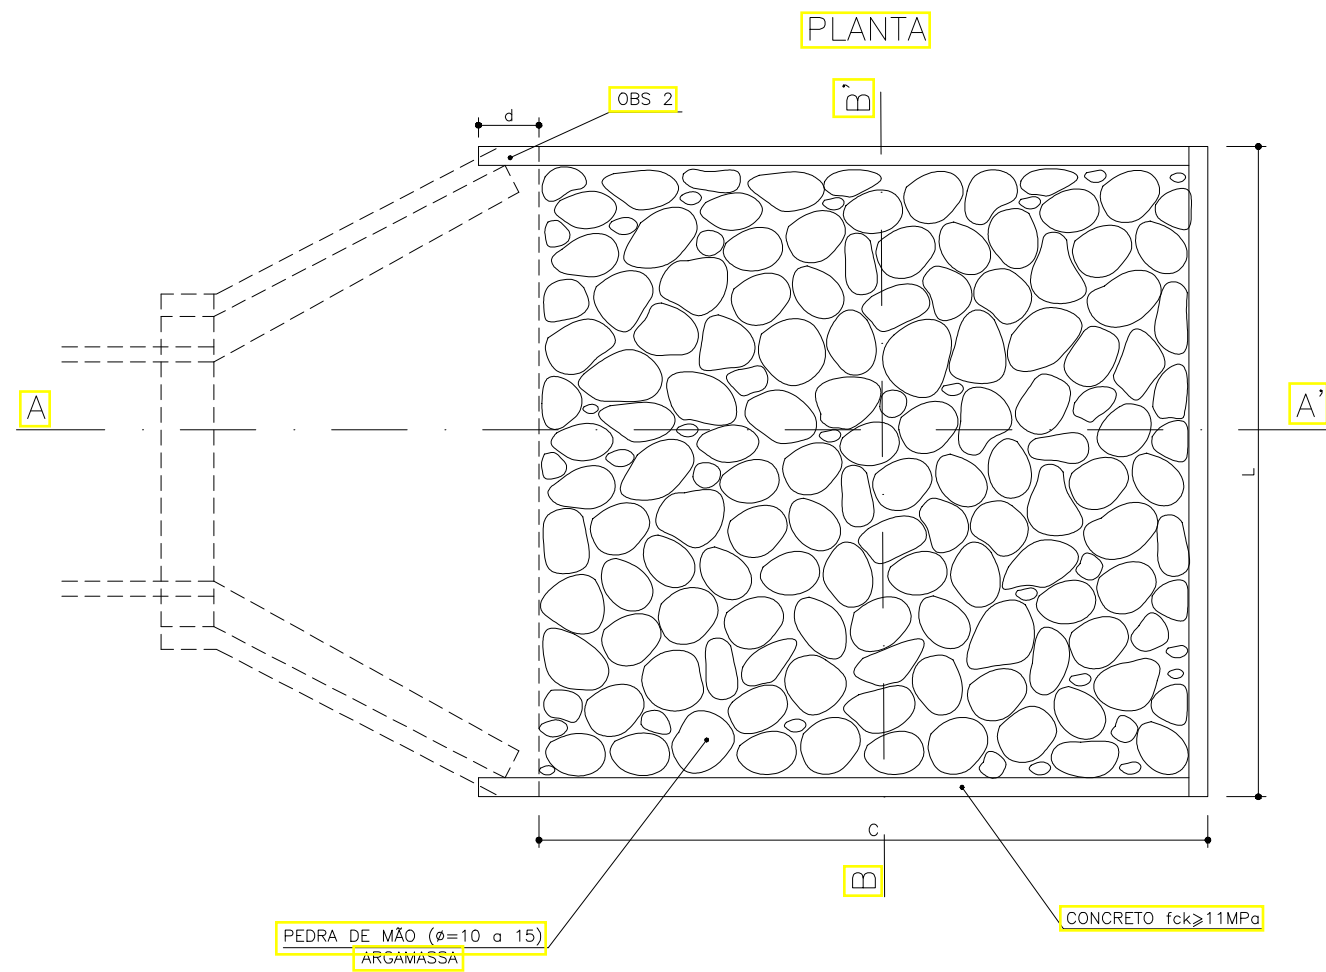 PLANTA
B'
OBS 2
d
A
A'
L
C
B
CONCRETO fck⩾11MPa
PEDRA DE MÃO (ø=10 a 15)
ARGAMASSA